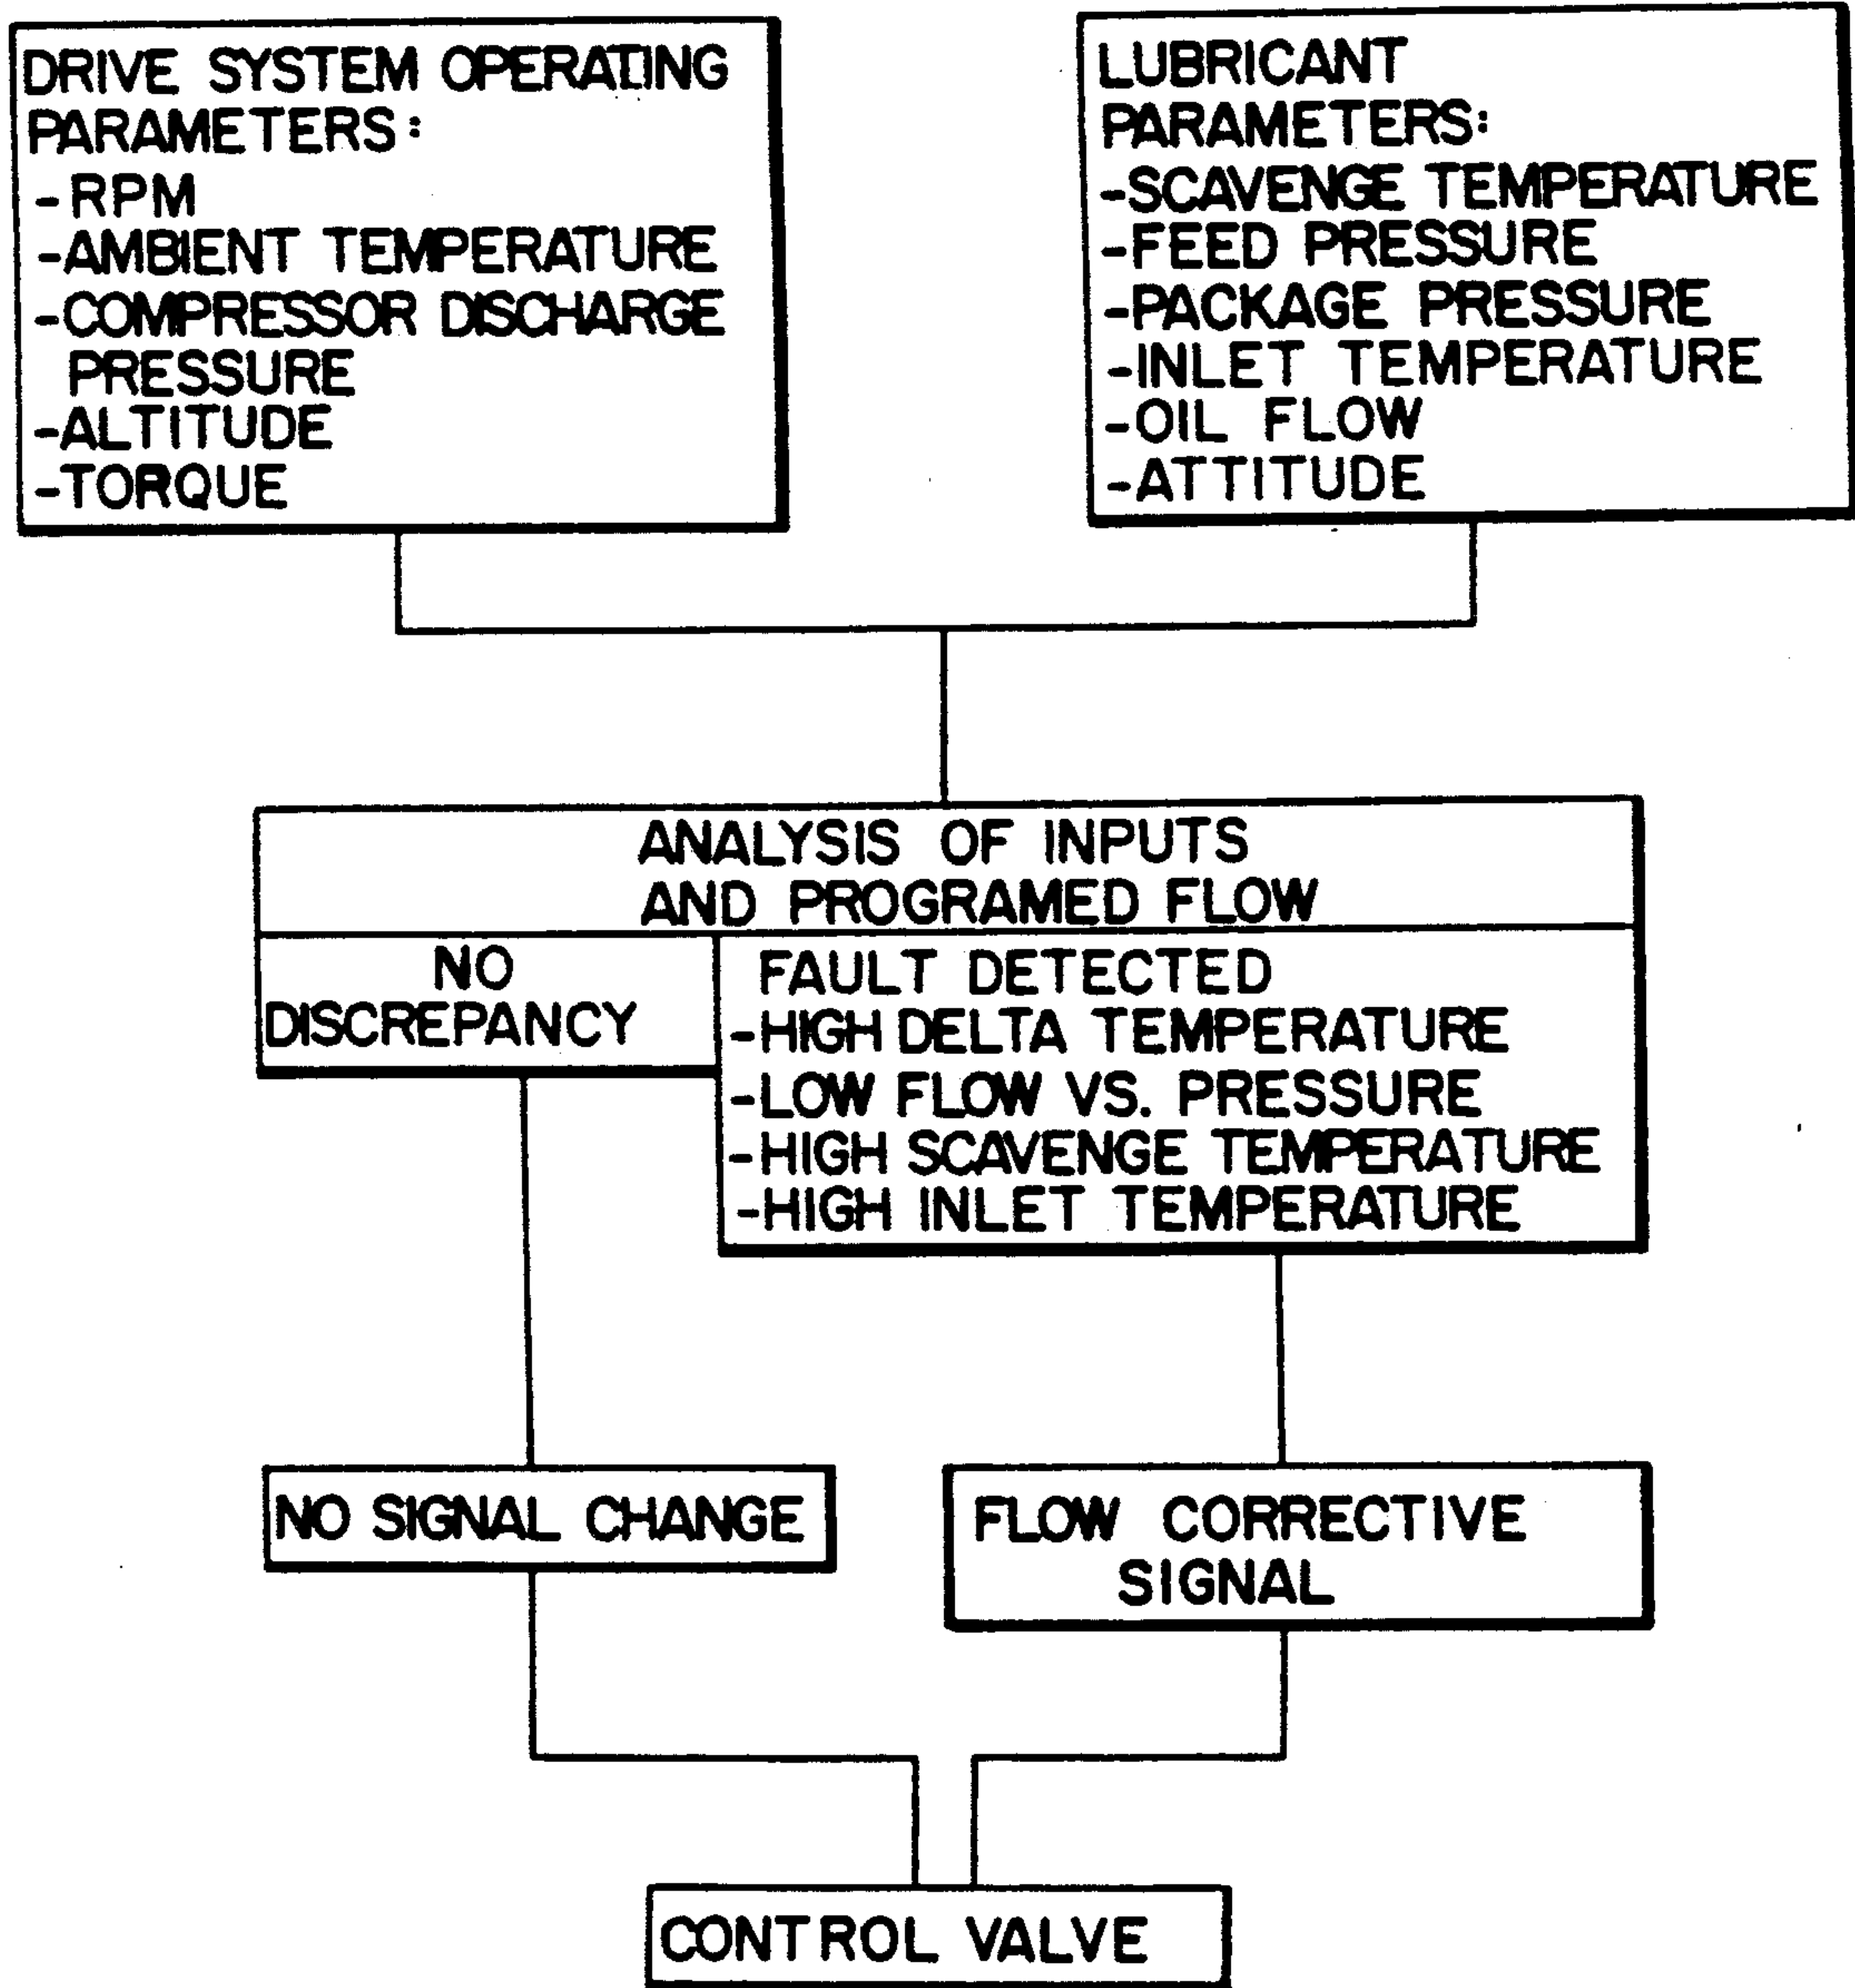 DRIVE SYSTEM OPERATING
PARAMETERS:
-RPM
-AMBIENT TEMPERATURE
-COMPRESSOR DISCHARGE
PRESSURE
-ALTITUDE
-TORQUE
LUBRICANT
PARAMETERS:
-SCAVENGE TEMPERATURE
-FEED PRESSURE
-PACKAGE PRESSURE
-INLET TEMPERATURE
-OIL FLOW
-ATTITUDE
ANALYSIS OF INPUTS
AND PROGRAMED FLOW
NO
DISCREPANCY
FAULT DETECTED
-HIGH DELTA TEMPERATURE
-LOW FLOW VS. PRESSURE
-HIGH SCAVENGE TEMPERATURE
-HIGH INLET TEMPERATURE
NO SIGNAL CHANGE
FLOW CORRECTIVE
SIGNAL
CONTROL VALVE